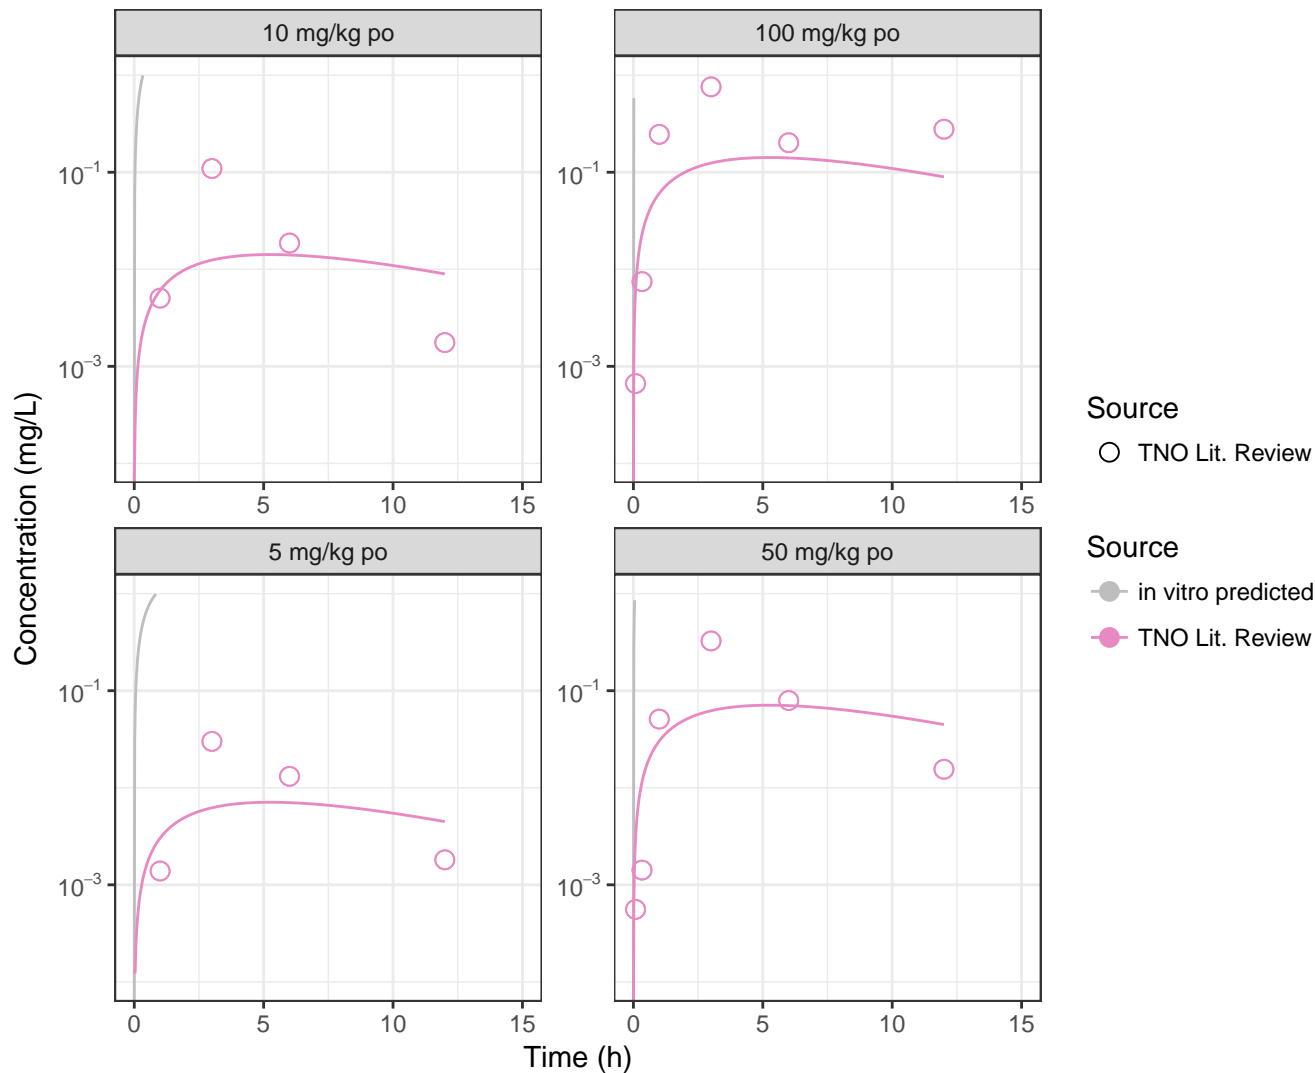 10 mg/kg po
100 mg/kg po
10⁻¹
10⁻³
10⁻¹
10⁻³
0 5 10 15
0 5 10 15
5 mg/kg po
50 mg/kg po
10⁻¹
10⁻³
10⁻¹
10⁻³
0 5 10 15
0 5 10 15
Time (h)
Concentration (mg/L)
Source
TNO Lit. Review
Source
in vitro predicted
TNO Lit. Review